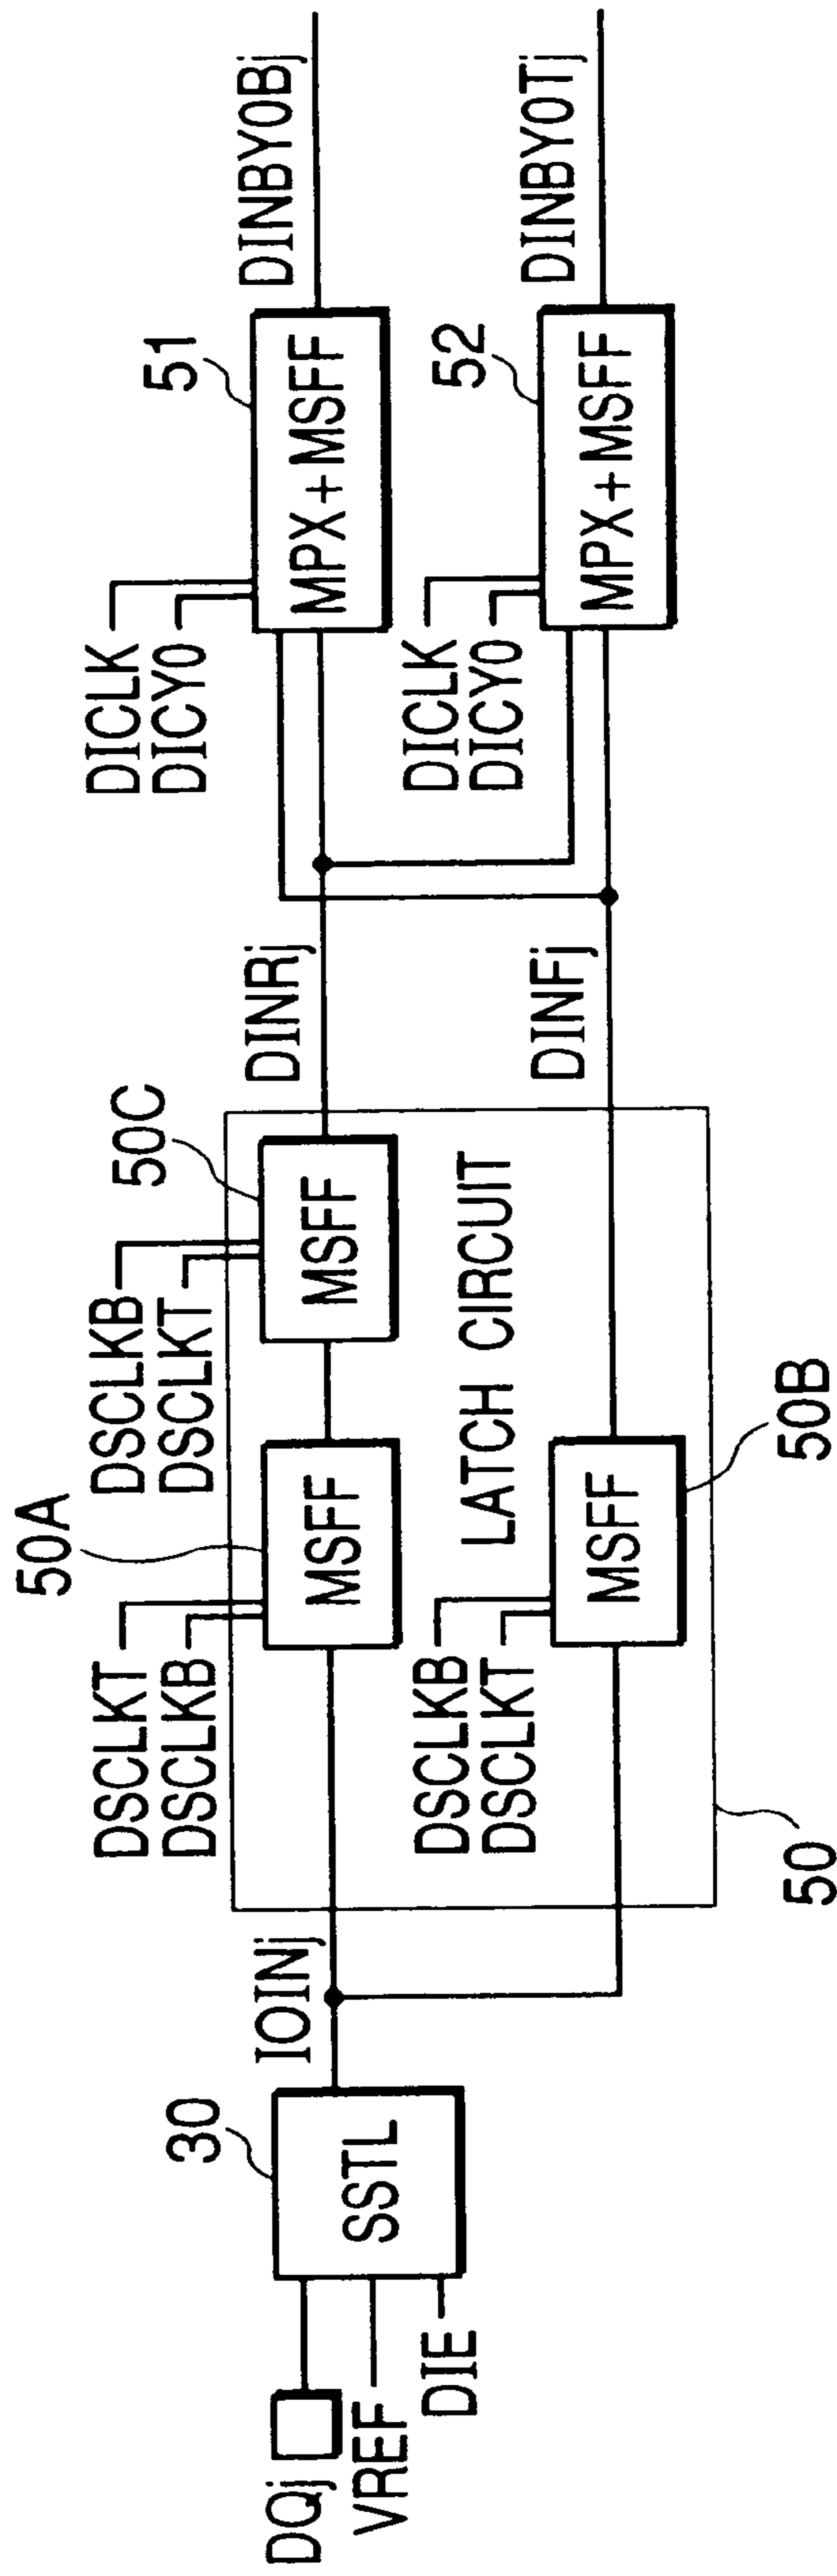 DQj
VREF
DIE
30
SSTL
IOINj
50
DSCLKT
DSCLKB
50A
MSFF
DSCLKB
DSCLKT
50C
MSFF
LATCH CIRCUIT
DSCLKB
DSCLKT
MSFF
50B
DINRj
DINFj
DICLK
DICY0
51
MPX+MSFF
DINBY0Bj
DICLK
DICY0
52
MPX+MSFF
DINBY0Tj